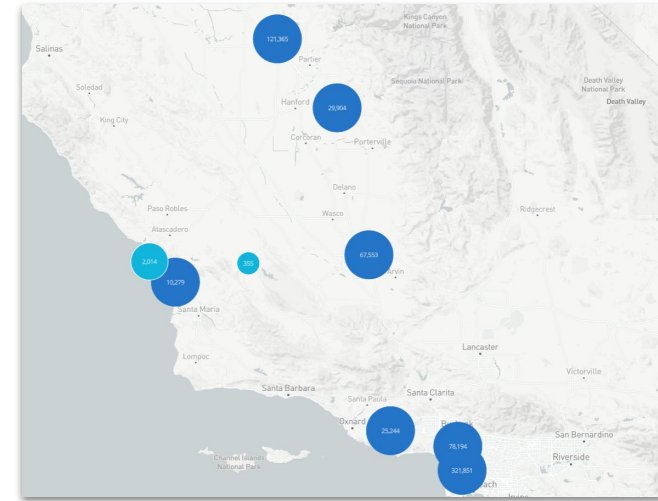 Kings Canyon
National Park
121,365
Salinas
Parlier
Sequoia National Park
Death Valley
National Park
Soledad
Hanford
29,904
Death Valley
King City
Corcoran
Porterville
Delano
Paso Robles
Wasco
Ridgecrest
Atascadero
2,014
355
67,553
Arvin
10,279
Santa Maria
Lancaster
Lompoc
Victorville
Santa Barbara
Santa Clarita
Santa Paula
Oxnard
25,244
San Bernardino
78,194
Channel Islands
National Park
Riverside
321,851
ach